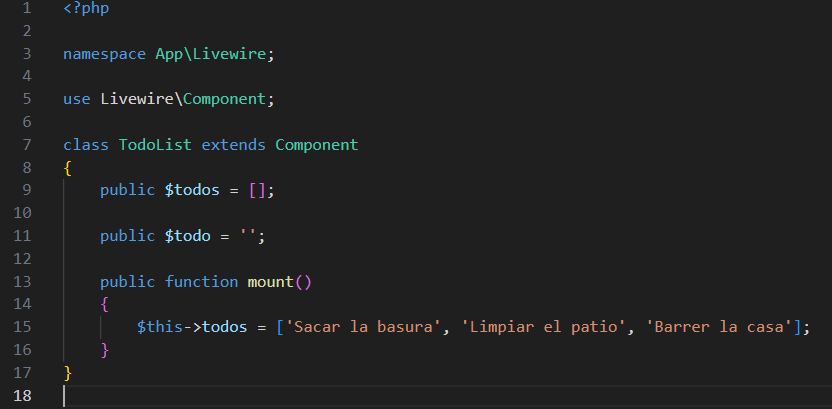 1 <?php
2
3 namespace App\Livewire;
4
5 use Livewire\Component;
6
7 class TodoList extends Component
8 {
9     public $todos = [];
10
11     public $todo = '';
12
13     public function mount()
14     {
15         $this->todos = ['Sacar la basura', 'Limpiar el patio', 'Barrer la casa'];
16     }
17 }
18